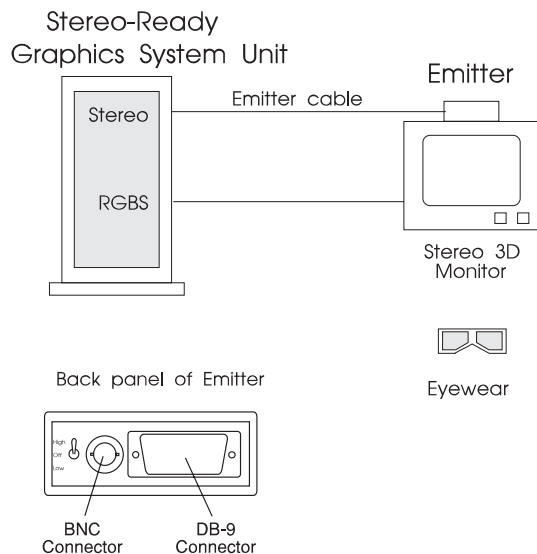 Stereo-Ready
Graphics System Unit
Emitter
Emitter cable
Stereo
RGBS
Stereo 3D
Monitor
Eyewear
Back panel of Emitter
High
Off
Low
BNC
Connector
DB-9
Connector